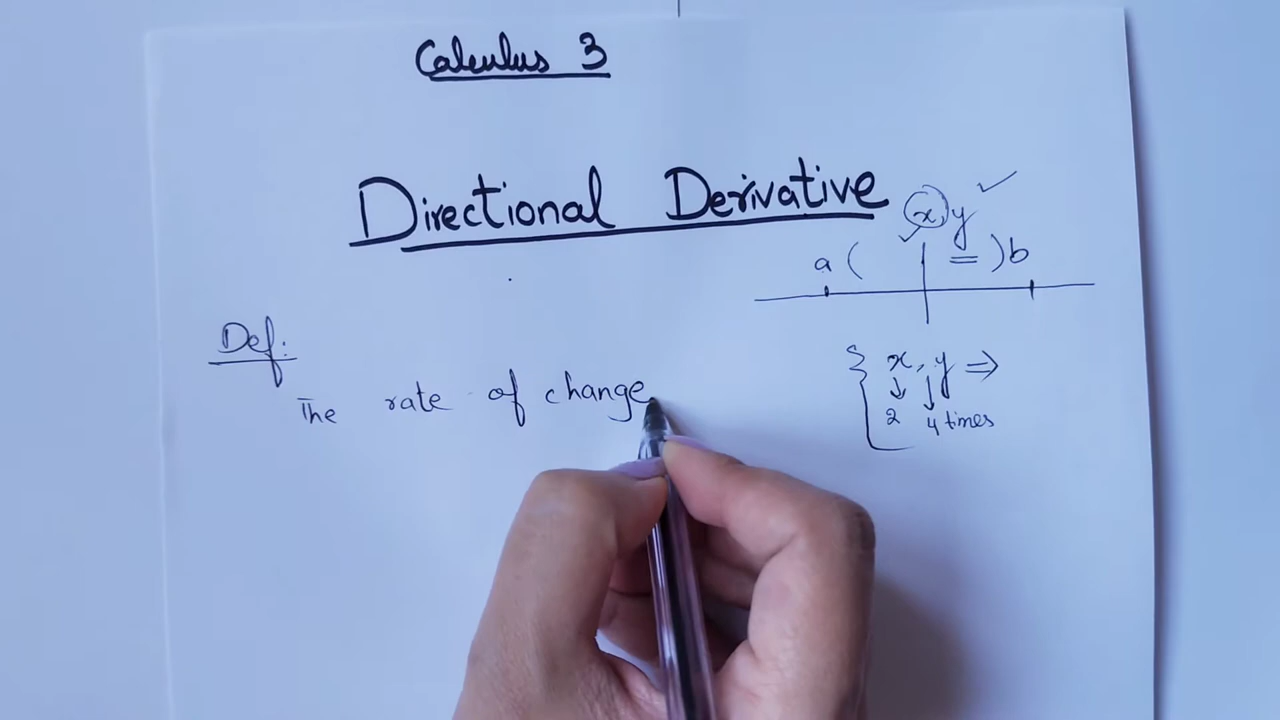 Calculus 3
Directional Derivative
x, y
a ( = ) b
Def:
The rate of change
{ x, y ⇒
↓ ↓
2 4 times